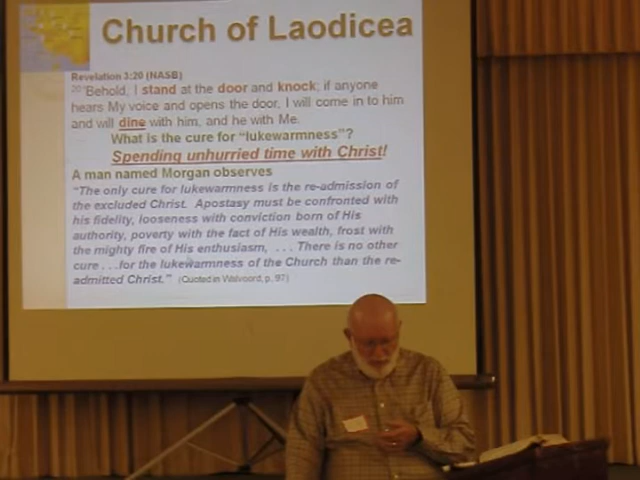 Church of Laodicea
Revelation 3:20 (NASB)
20 "Behold, I stand at the door and knock; if anyone
hears My voice and opens the door, I will come in to him
and will dine with him, and he with Me.
What is the cure for "lukewarmness"?
Spending unhurried time with Christ!
A man named Morgan observes
"The only cure for lukewarmness is the re-admission of
the excluded Christ. Apostasy must be confronted with
his fidelity, looseness with conviction born of His
authority, poverty with the fact of His wealth, frost with
the mighty fire of His enthusiasm, . . . There is no other
cure . . .for the lukewarmness of the Church than the re-
admitted Christ." (Quoted in Walvoord, p. 97)